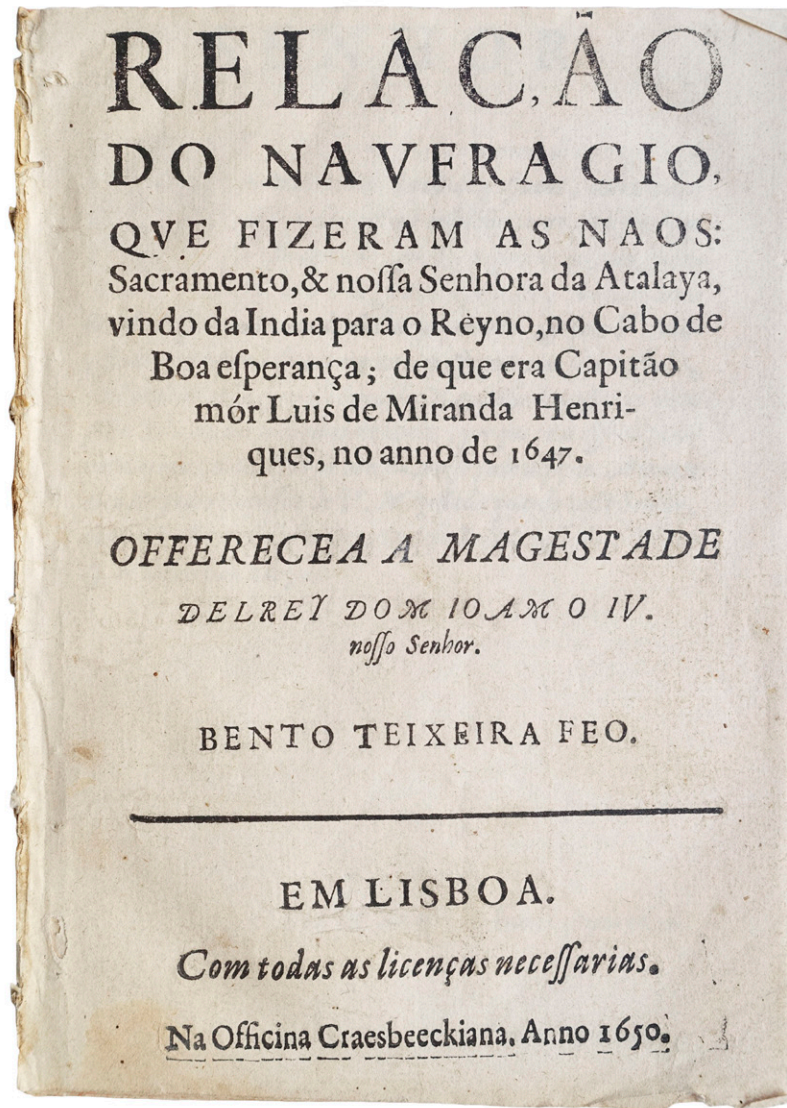 RELAC,ÃO
DO NAVFRAGIO,
QVE FIZERAM AS NAOS:
Sacramento,& noſſa Senhora da Atalaya,
vindo da India para o Reyno,no Cabo de
Boa eſperança; de que era Capitão
mór Luis de Miranda Henri-
ques, no anno de 1647.
OFFERECEA A MAGESTADE
DELREY DOM IOAM O IV.
noſſo Senhor.
BENTO TEIXEIRA FEO.
EM LISBOA.
Com todas as licenças neceſſarias.
Na Officina Craesbeeckiana. Anno 1650.